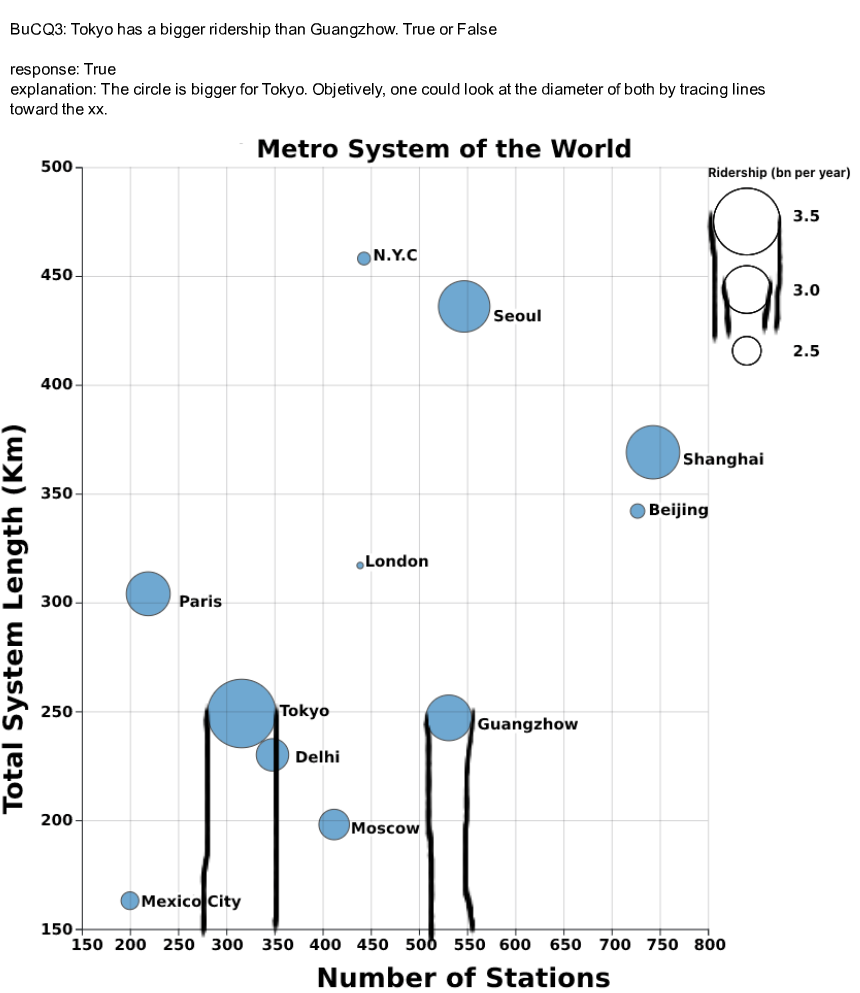 BuCQ3: Tokyo has a bigger ridership than Guangzhow. True or False
response: True
explanation: The circle is bigger for Tokyo. Objetively, one could look at the diameter of both by tracing lines
toward the xx.
Metro System of the World
Ridership (bn per year)
3.5
3.0
2.5
500
450
400
350
300
250
200
150
Total System Length (Km)
N.Y.C
Seoul
Shanghai
Beijing
London
Paris
Tokyo
Guangzhow
Delhi
Moscow
Mexico City
150 200 250 300 350 400 450 500 550 600 650 700 750 800
Number of Stations